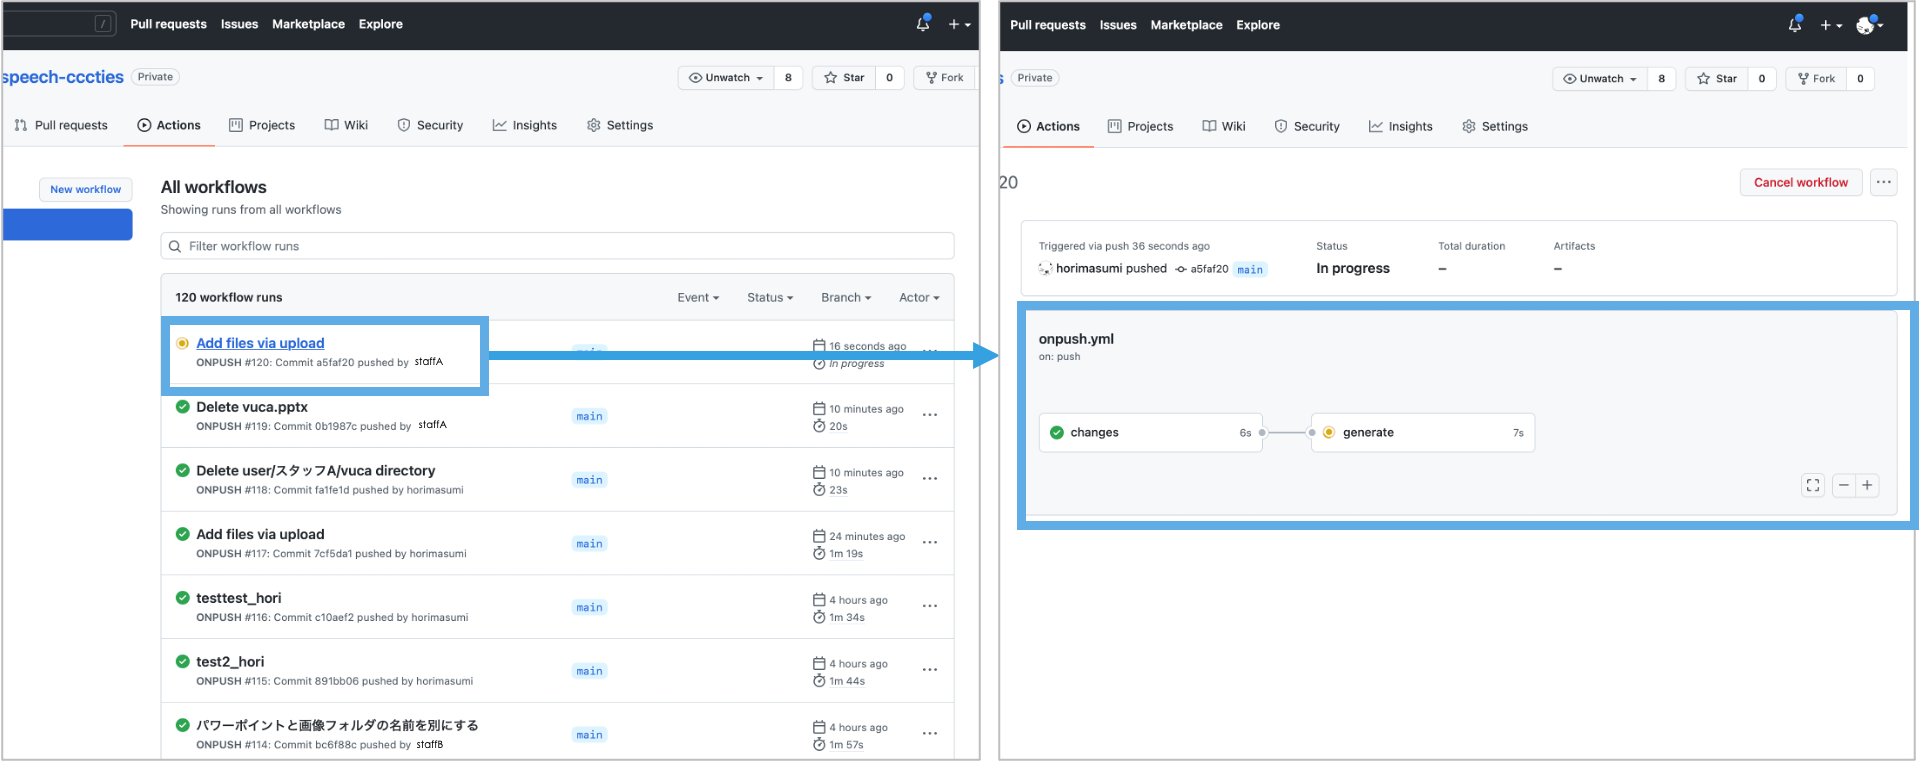 / Pull requests Issues Marketplace Explore
speech-cccties Private Unwatch 8 Star 0 Fork
Pull requests Actions Projects Wiki Security Insights Settings
New workflow
All workflows
Showing runs from all workflows
Filter workflow runs
120 workflow runs Event Status Branch Actor
Add files via upload
ONPUSH #120: Commit a5faf20 pushed by staffA
16 seconds ago
In progress
Delete vuca.pptx
ONPUSH #119: Commit 0b1987c pushed by staffA
main
10 minutes ago
20s
Delete user/スタッフA/vuca directory
ONPUSH #118: Commit fa1fe1d pushed by horimasumi
main
10 minutes ago
23s
Add files via upload
ONPUSH #117: Commit 7cf5da1 pushed by horimasumi
main
24 minutes ago
1m 19s
testtest_hori
ONPUSH #116: Commit c10aef2 pushed by horimasumi
main
4 hours ago
1m 34s
test2_hori
ONPUSH #115: Commit 891bb06 pushed by horimasumi
main
4 hours ago
1m 44s
パワーポイントと画像フォルダの名前を別にする
ONPUSH #114: Commit bc6f88c pushed by staffB
main
4 hours ago
1m 57s
Pull requests Issues Marketplace Explore
s Private Unwatch 8 Star 0 Fork 0
Actions Projects Wiki Security Insights Settings
20 Cancel workflow
Triggered via push 36 seconds ago Status Total duration Artifacts
horimasumi pushed a5faf20 main In progress – –
onpush.yml
on: push
changes 6s generate 7s